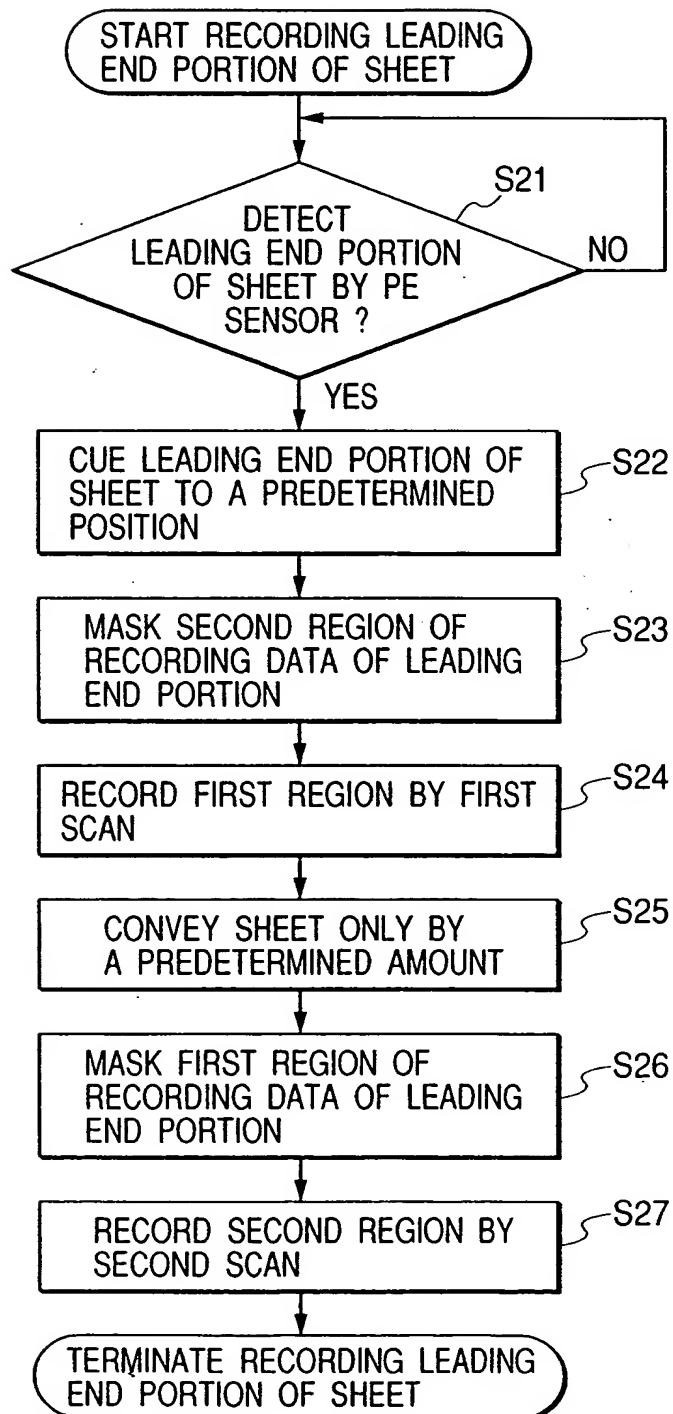 START RECORDING LEADING
END PORTION OF SHEET
S21
DETECT
LEADING END PORTION
OF SHEET BY PE
SENSOR ?
NO
YES
CUE LEADING END PORTION OF
SHEET TO A PREDETERMINED
POSITION
S22
MASK SECOND REGION OF
RECORDING DATA OF LEADING
END PORTION
S23
RECORD FIRST REGION BY FIRST
SCAN
S24
CONVEY SHEET ONLY BY
A PREDETERMINED AMOUNT
S25
MASK FIRST REGION OF
RECORDING DATA OF LEADING
END PORTION
S26
RECORD SECOND REGION BY
SECOND SCAN
S27
TERMINATE RECORDING LEADING
END PORTION OF SHEET